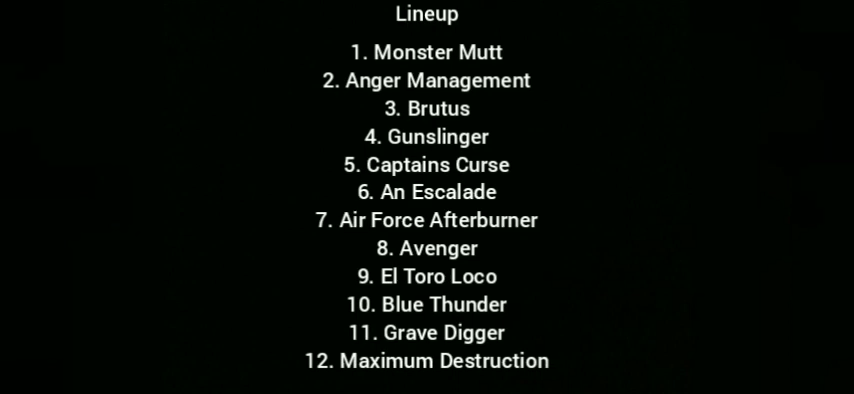 Lineup
1. Monster Mutt
2. Anger Management
3. Brutus
4. Gunslinger
5. Captains Curse
6. An Escalade
7. Air Force Afterburner
8. Avenger
9. El Toro Loco
10. Blue Thunder
11. Grave Digger
12. Maximum Destruction